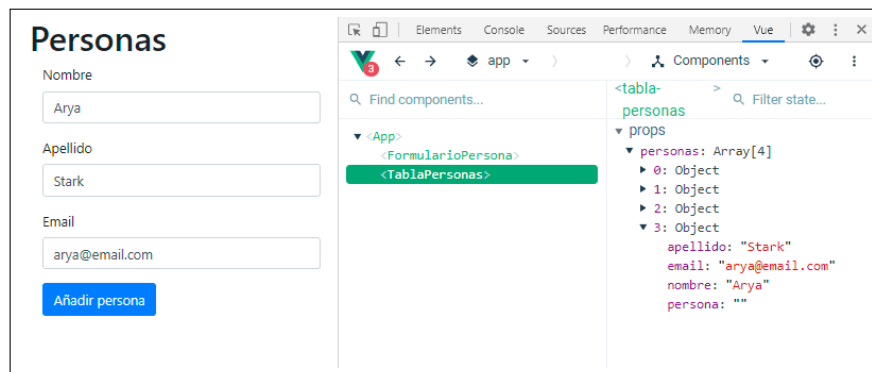 Personas
Nombre
Arya
Apellido
Stark
Email
arya@email.com
Añadir persona
Elements Console Sources Performance Memory Vue
3 app Components
Find components...
<App>
<FormularioPersona>
<TablaPersonas>
<tabla-personas>
Filter state...
props
personas: Array[4]
0: Object
1: Object
2: Object
3: Object
apellido: "Stark"
email: "arya@email.com"
nombre: "Arya"
persona: ""